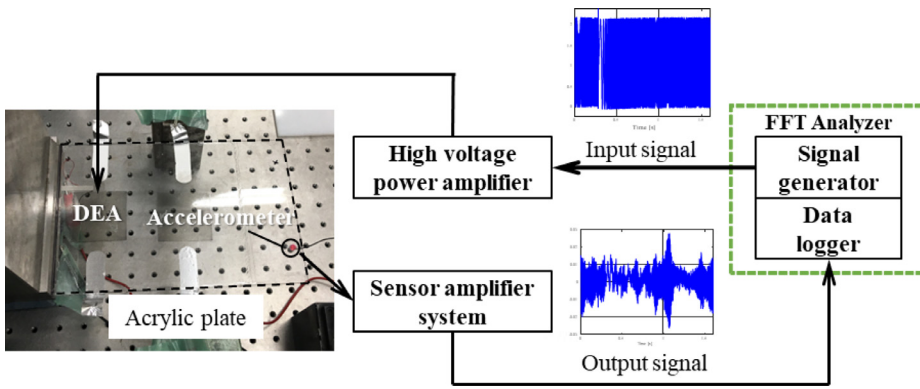 DEA
Accelerometer
Acrylic plate
High voltage
power amplifier
Sensor amplifier
system
Time [s]
Input signal
Time [s]
Output signal
FFT Analyzer
Signal
generator
Data
logger